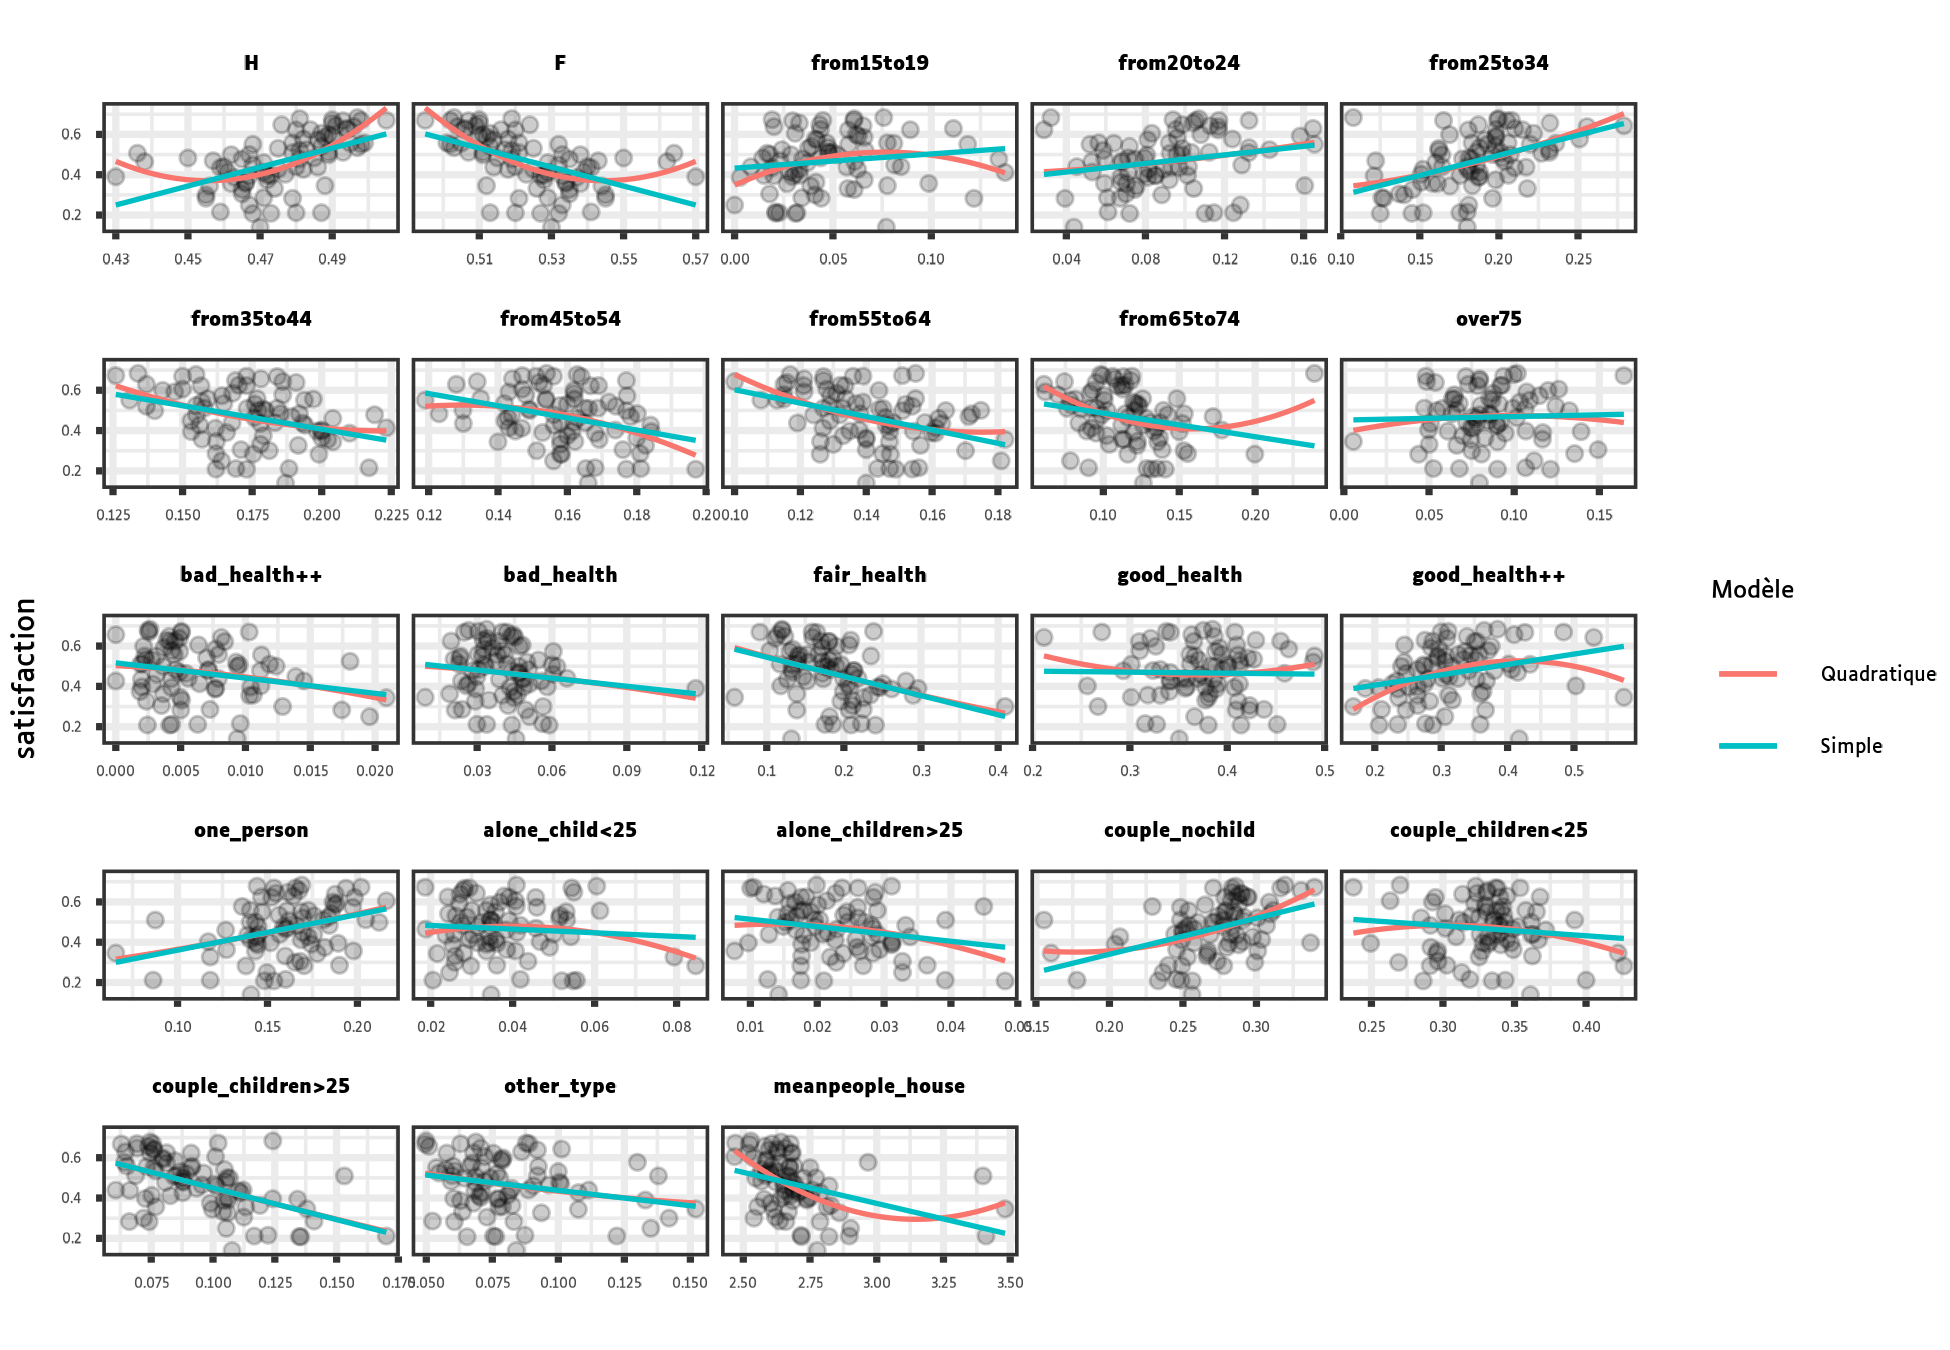 H F from15to19 from20to24 from25to34
0.6
0.4
0.2
0.43 0.45 0.47 0.49 0.51 0.53 0.55 0.57 0.00 0.05 0.10 0.04 0.08 0.12 0.16 0.10 0.15 0.20 0.25
from35to44 from45to54 from55to64 from65to74 over75
0.6
0.4
0.2
0.125 0.150 0.175 0.200 0.225 0.12 0.14 0.16 0.18 0.200 0.10 0.12 0.14 0.16 0.18 0.10 0.15 0.20 0.00 0.05 0.10 0.15
bad_health++ bad_health fair_health good_health good_health++
0.6
0.4
0.2
0.000 0.005 0.010 0.015 0.020 0.03 0.06 0.09 0.12 0.1 0.2 0.3 0.4 0.2 0.3 0.4 0.5 0.2 0.3 0.4 0.5
satisfaction
Modèle
Quadratique
Simple
one_person alone_child<25 alone_children>25 couple_nochild couple_children<25
0.6
0.4
0.2
0.10 0.15 0.20 0.02 0.04 0.06 0.08 0.01 0.02 0.03 0.04 0.05 0.15 0.20 0.25 0.30 0.25 0.30 0.35 0.40
couple_children>25 other_type meanpeople_house
0.6
0.4
0.2
0.075 0.100 0.125 0.150 0.175 0.050 0.075 0.100 0.125 0.150 2.50 2.75 3.00 3.25 3.50